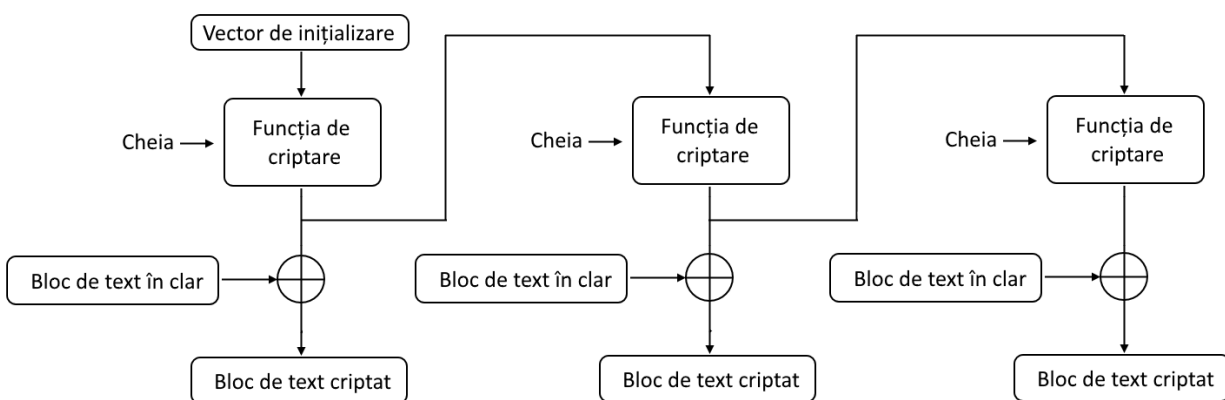 Vector de inițializare
Cheia
Funcția de
criptare
Cheia
Funcția de
criptare
Cheia
Funcția de
criptare
Bloc de text în clar
Bloc de text în clar
Bloc de text în clar
Bloc de text criptat
Bloc de text criptat
Bloc de text criptat